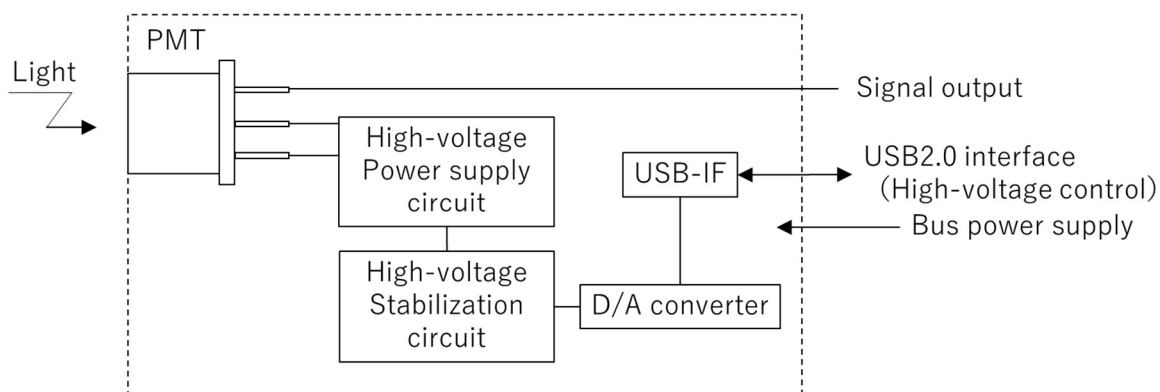 PMT
Light
Signal output
High-voltage
Power supply
circuit
USB-IF
USB2.0 interface
（High-voltage control）
Bus power supply
High-voltage
Stabilization
circuit
D/A converter